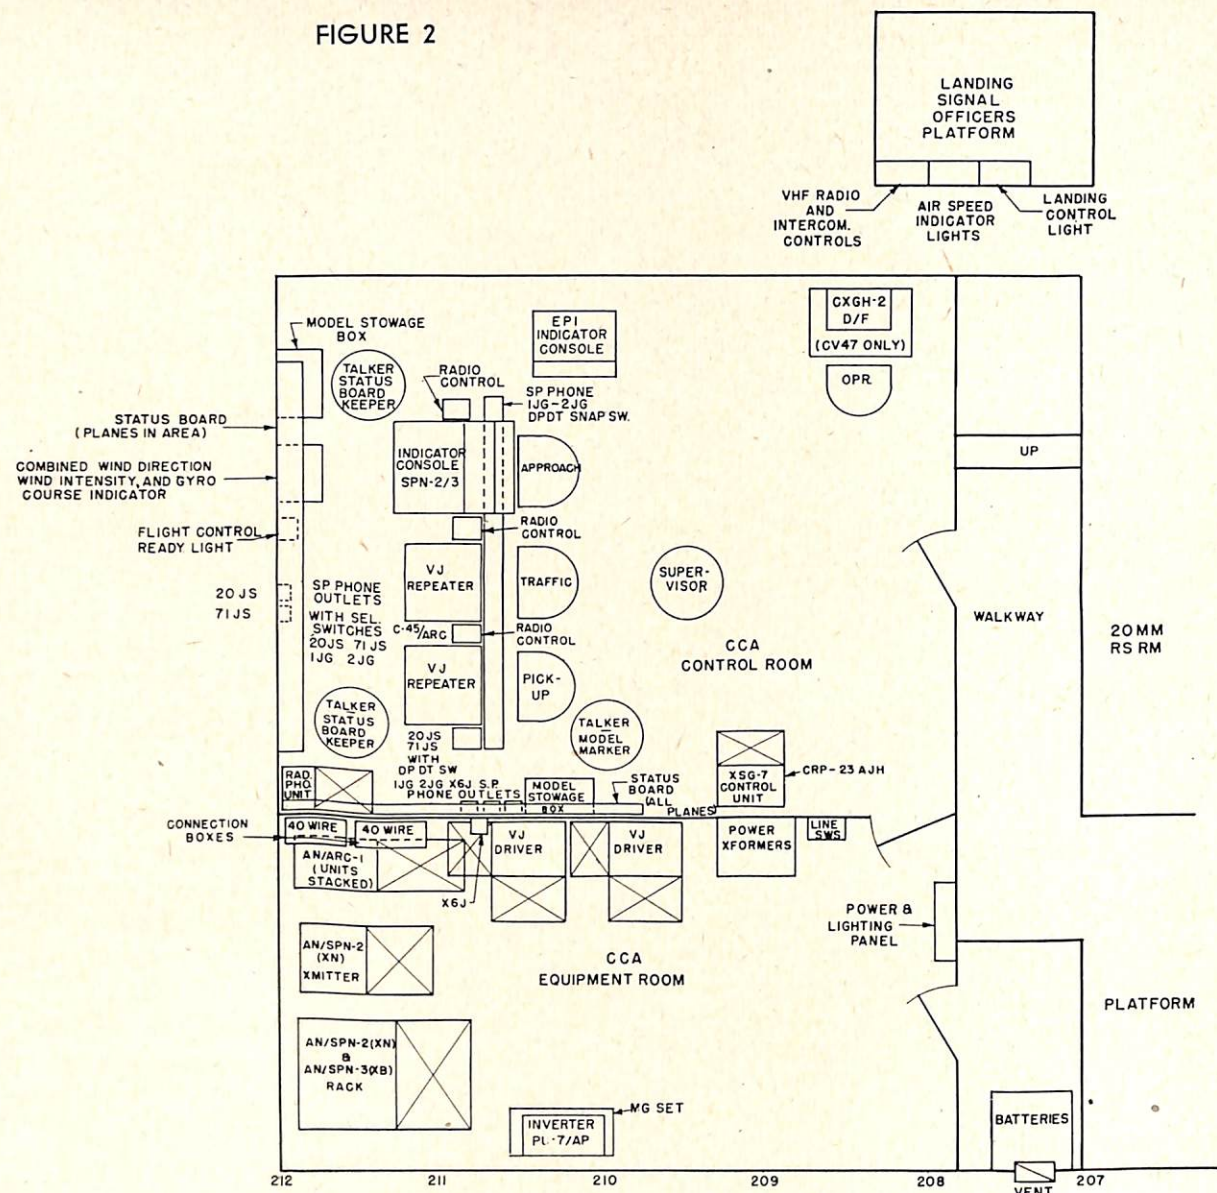 FIGURE 2
LANDING
SIGNAL
OFFICERS
PLATFORM
VHF RADIO
AND
INTERCOM.
CONTROLS
AIR SPEED
INDICATOR
LIGHTS
LANDING
CONTROL
LIGHT
MODEL STOWAGE
BOX
TALKER
STATUS
BOARD
KEEPER
RADIO
CONTROL
EPI
INDICATOR
CONSOLE
CXGH-2
D/F
(CV47 ONLY)
OPR.
SP PHONE
1JG-2JG
DPDT SNAP SW.
STATUS BOARD
(PLANES IN AREA)
COMBINED WIND DIRECTION
WIND INTENSITY, AND GYRO
COURSE INDICATOR
INDICATOR
CONSOLE
SPN-2/3
APPROACH
UP
FLIGHT CONTROL
READY LIGHT
RADIO
CONTROL
VJ
REPEATER
TRAFFIC
SUPER-
VISOR
20JS
71JS
SP PHONE
OUTLETS
WITH SEL.
SWITCHES
20JS 71JS
1JG 2JG
C-45/ARC
RADIO
CONTROL
WALKWAY
20MM
RS RM
CCA
CONTROL ROOM
VJ
REPEATER
PICK-
UP
TALKER
STATUS
BOARD
KEEPER
TALKER
MODEL
MARKER
20JS
71JS
WITH
DPDT SW
1JG 2JG X6J S.P.
PHONE OUTLETS
RAD.
PHO.
UNIT
MODEL
STOWAGE
BOX
STATUS
BOARD
(ALL
PLANES)
XSG-7
CONTROL
UNIT
CRP-23 AJH
CONNECTION
BOXES
40 WIRE
40 WIRE
VJ
DRIVER
VJ
DRIVER
POWER
XFORMERS
LINE
SWS
AN/ARC-1
(UNITS
STACKED)
X6J
POWER &
LIGHTING
PANEL
AN/SPN-2
(XN)
XMITTER
CCA
EQUIPMENT ROOM
PLATFORM
AN/SPN-2(XN)
&
AN/SPN-3(XB)
RACK
MG SET
INVERTER
PU-7/AP
BATTERIES
212 211 210 209 208 207
VENT